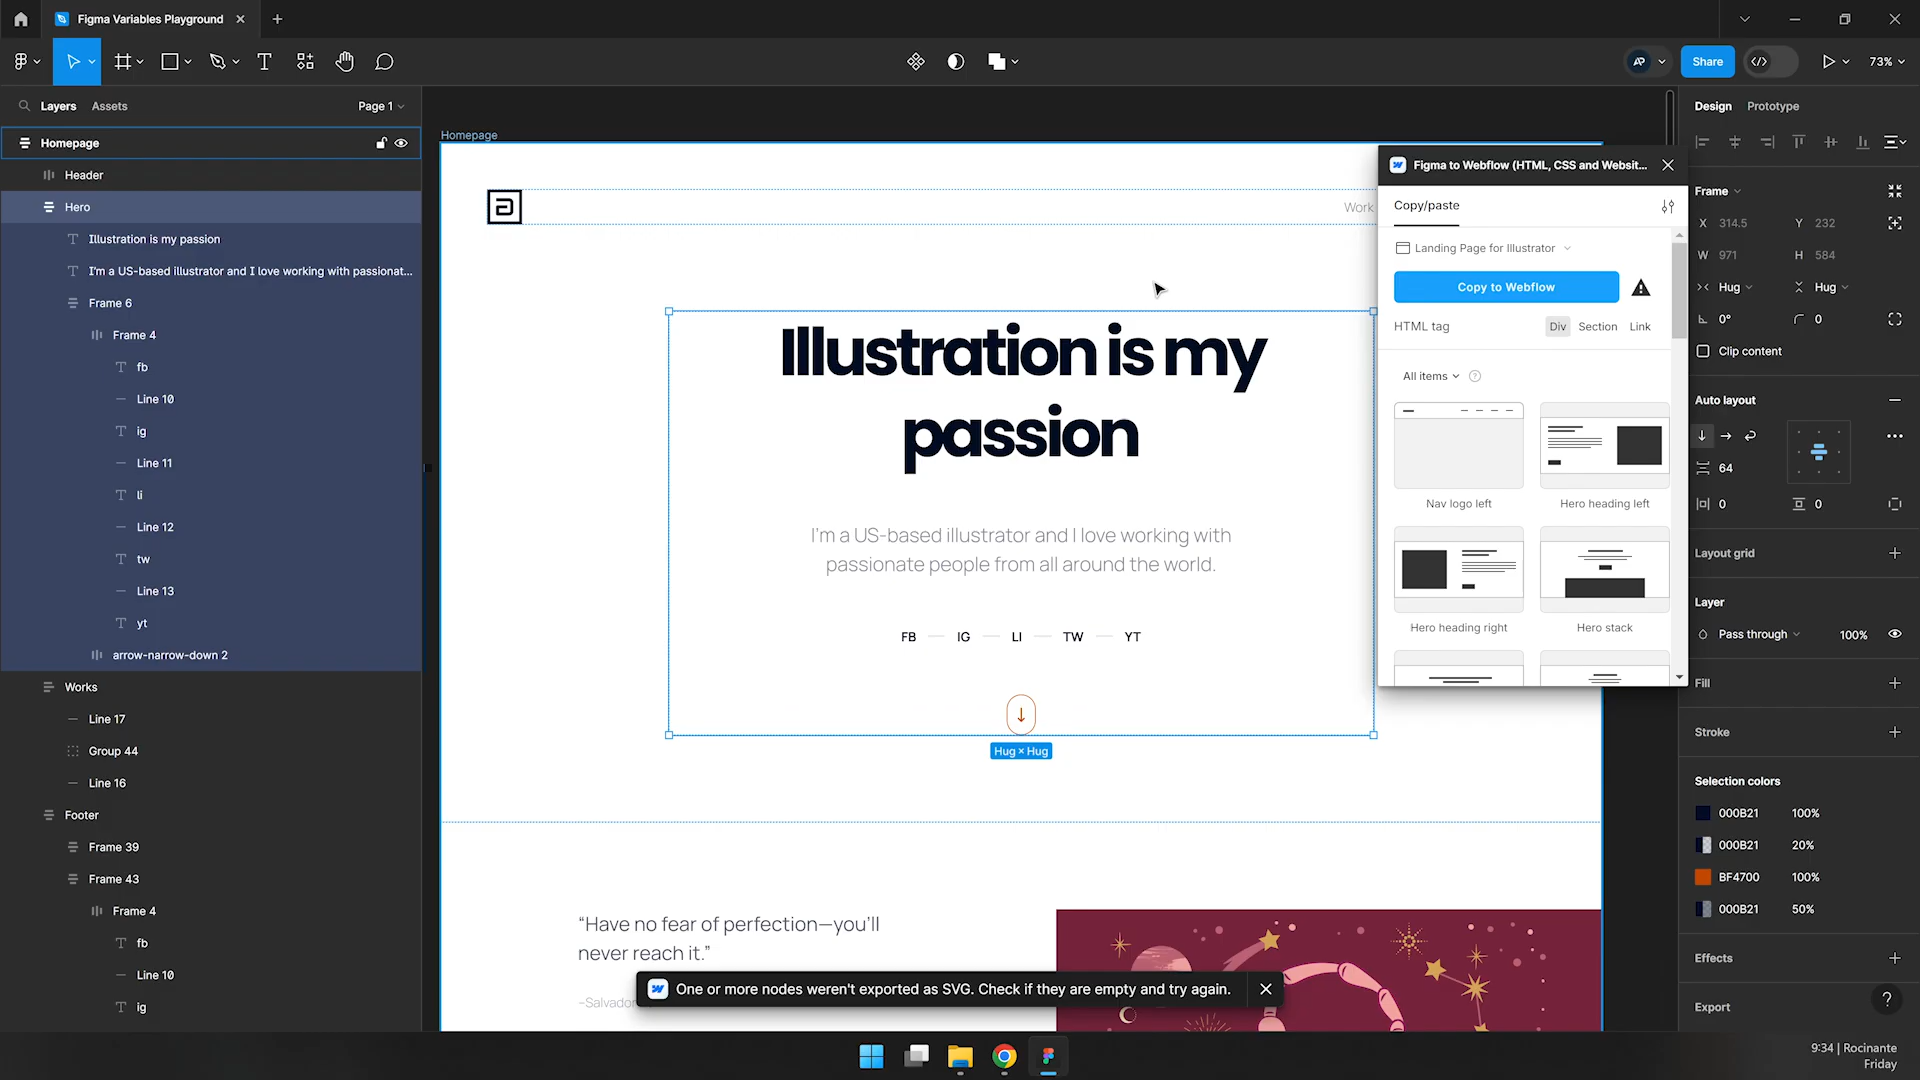 Figma Variables Playground
AP
Share
73%
Layers
Assets
Page 1
Homepage
Header
Hero
Illustration is my passion
I'm a US-based illustrator and I love working with passionat...
Frame 6
Frame 4
fb
Line 10
ig
Line 11
li
Line 12
tw
Line 13
yt
arrow-narrow-down 2
Works
Line 17
Group 44
Line 16
Footer
Frame 39
Frame 43
Frame 4
fb
Line 10
ig
Homepage
Work
Illustration is my
passion
I'm a US-based illustrator and I love working with
passionate people from all around the world.
FB
IG
LI
TW
YT
Hug × Hug
“Have no fear of perfection—you'll
never reach it.”
–Salvador
One or more nodes weren't exported as SVG. Check if they are empty and try again.
Figma to Webflow (HTML, CSS and Websit...
Copy/paste
Landing Page for Illustrator
Copy to Webflow
HTML tag
Div
Section
Link
All items
?
Nav logo left
Hero heading left
Hero heading right
Hero stack
Design
Prototype
Frame
X 314.5
Y 232
W 971
H 584
Hug
Hug
0°
0
Clip content
Auto layout
64
0
0
Layout grid
Layer
Pass through
100%
Fill
Stroke
Selection colors
000B21 100%
000B21 20%
BF4700 100%
000B21 50%
Effects
Export
?
9:34 | Rocinante
Friday